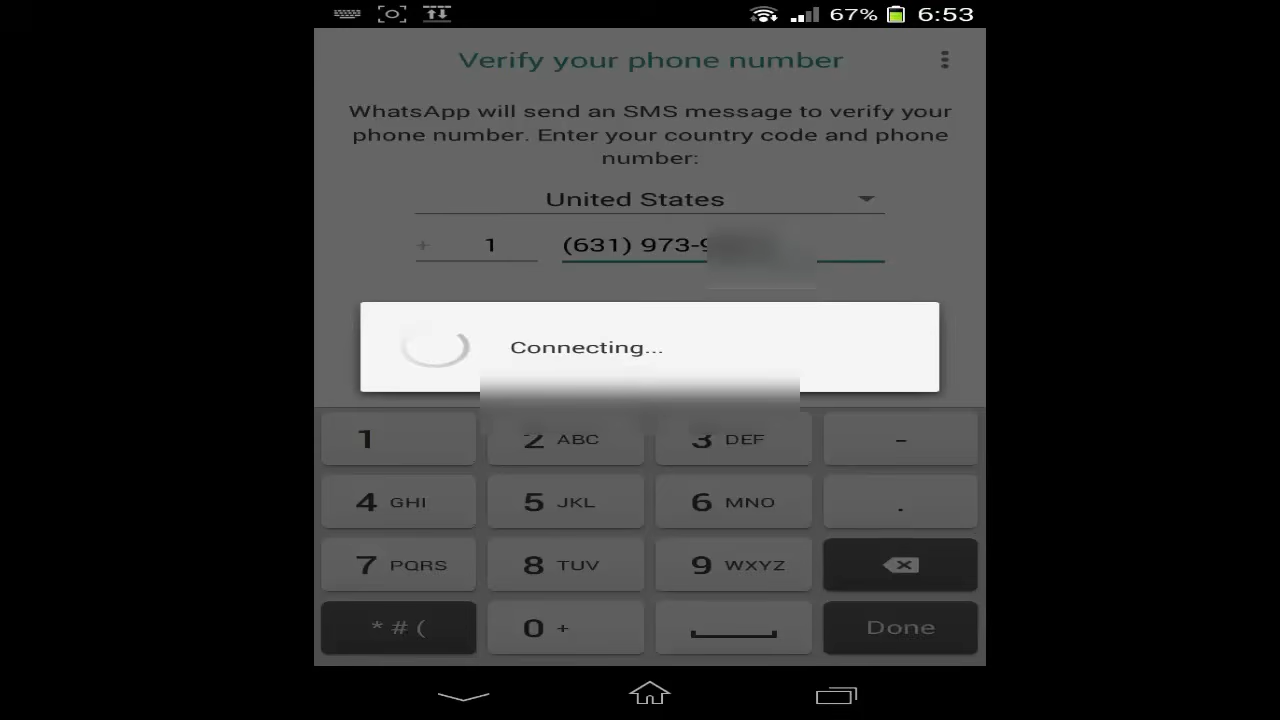 67% 6:53
Verify your phone number
WhatsApp will send an SMS message to verify your
phone number. Enter your country code and phone
number:
United States
+ 1 (631) 973-9
Connecting...
1 2 ABC 3 DEF -
4 GHI 5 JKL 6 MNO .
7 PQRS 8 TUV 9 WXYZ
* # ( 0 + Done